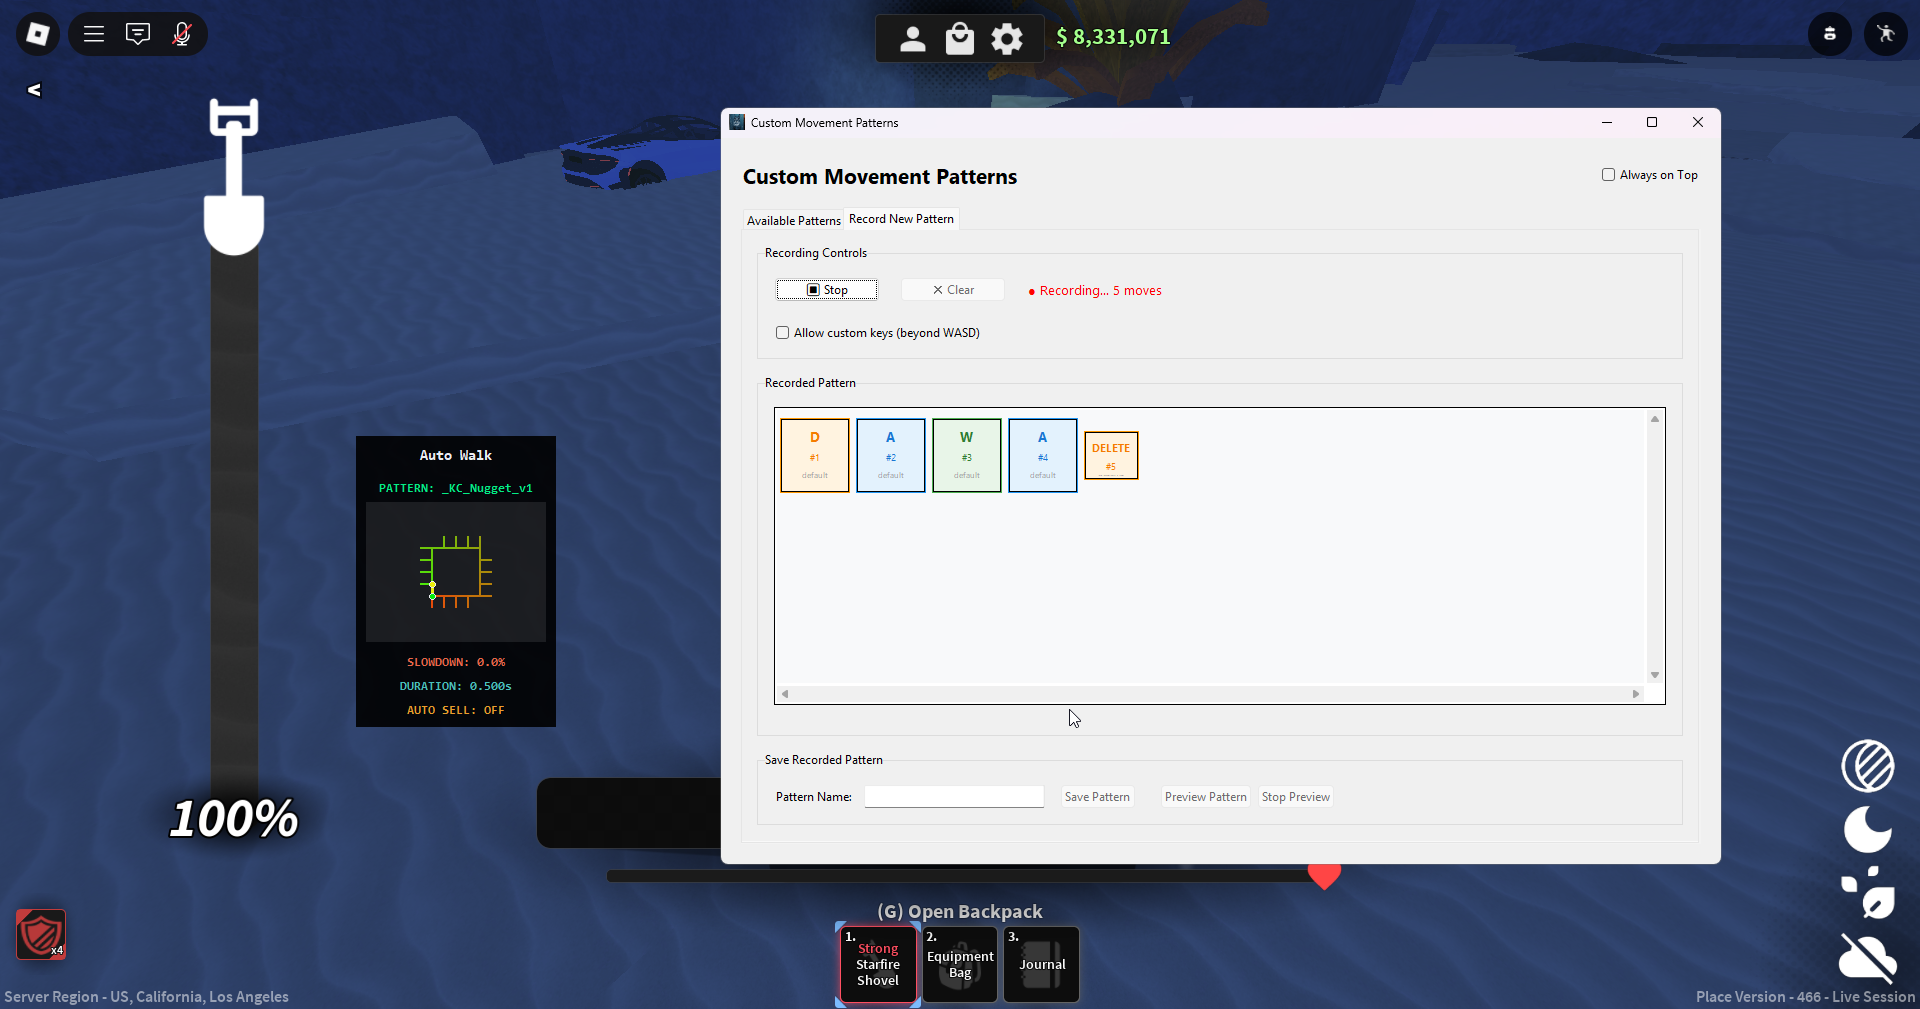 $ 8,331,071
<
Custom Movement Patterns
Custom Movement Patterns
Always on Top
Available Patterns
Record New Pattern
Recording Controls
Stop
Clear
Recording... 5 moves
Allow custom keys (beyond WASD)
Recorded Pattern
D
#1
default
A
#2
default
W
#3
default
A
#4
default
DELETE
#5
Save Recorded Pattern
Pattern Name:
Save Pattern
Preview Pattern
Stop Preview
Auto Walk
PATTERN: _KC_Nugget_v1
SLOWDOWN: 0.0%
DURATION: 0.500s
AUTO SELL: OFF
100%
x4
(G) Open Backpack
1.
Strong
Starfire
Shovel
2.
Equipment
Bag
3.
Journal
Server Region - US, California, Los Angeles
Place Version - 466 - Live Session